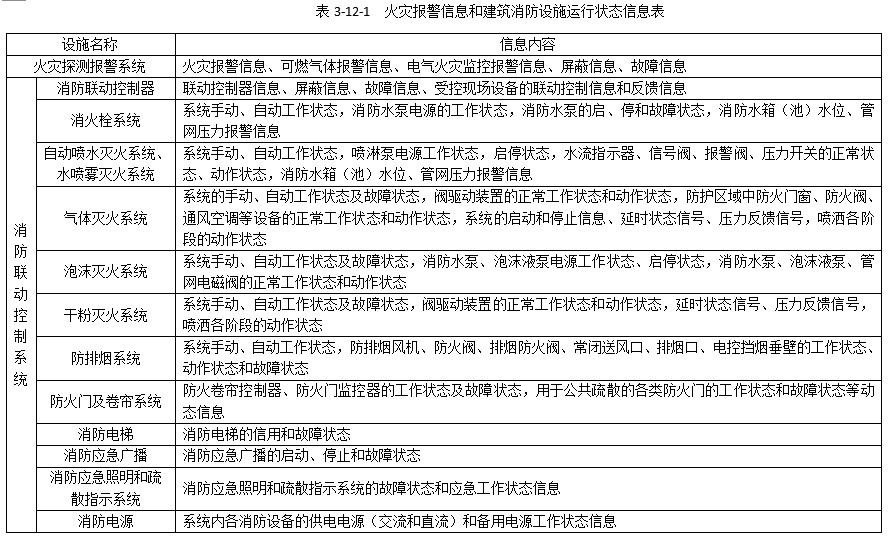 表 3-12-1 火灾报警信息和建筑消防设施运行状态信息表
设施名称 信息内容
火灾探测报警系统 火灾报警信息、可燃气体报警信息、电气火灾监控报警信息、屏蔽信息、故障信息
消防联动控制系统
消防联动控制器 联动控制器信息、屏蔽信息、故障信息、受控现场设备的联动控制信息和反馈信息
消火栓系统
系统手动、自动工作状态，消防水泵电源的工作状态，消防水泵的启、停和故障状态，消防水箱（池）水位、管
网压力报警信息
自动喷水灭火系统、
水喷雾灭火系统
系统手动、自动工作状态，喷淋泵电源工作状态，启停状态，水流指示器、信号阀、报警阀、压力开关的正常状
态、动作状态，消防水箱（池）水位、管网压力报警信息
气体灭火系统
系统的手动、自动工作状态及故障状态，阀驱动装置的正常工作状态和动作状态，防护区域中防火门窗、防火阀、
通风空调等设备的正常工作状态和动作状态，系统的启动和停止信息、延时状态信号、压力反馈信号，喷洒各阶
段的动作状态
泡沫灭火系统
系统手动、自动工作状态及故障状态，消防水泵、泡沫液泵电源工作状态、启停状态，消防水泵、泡沫液泵、管
网电磁阀的正常工作状态和动作状态
干粉灭火系统
系统手动、自动工作状态及故障状态，阀驱动装置的正常工作状态和动作状态，延时状态信号、压力反馈信号，
喷洒各阶段的动作状态
防排烟系统
系统手动、自动工作状态，防排烟风机、防火阀、排烟防火阀、常闭送风口、排烟口、电控挡烟垂壁的工作状态、
动作状态和故障状态
防火门及卷帘系统
防火卷帘控制器、防火门监控器的工作状态及故障状态，用于公共疏散的各类防火门的工作状态和故障状态等动
态信息
消防电梯 消防电梯的信用和故障状态
消防应急广播 消防应急广播的启动、停止和故障状态
消防应急照明和疏
散指示系统
消防应急照明和疏散指示系统的故障状态和应急工作状态信息
消防电源 系统内各消防设备的供电电源（交流和直流）和备用电源工作状态信息